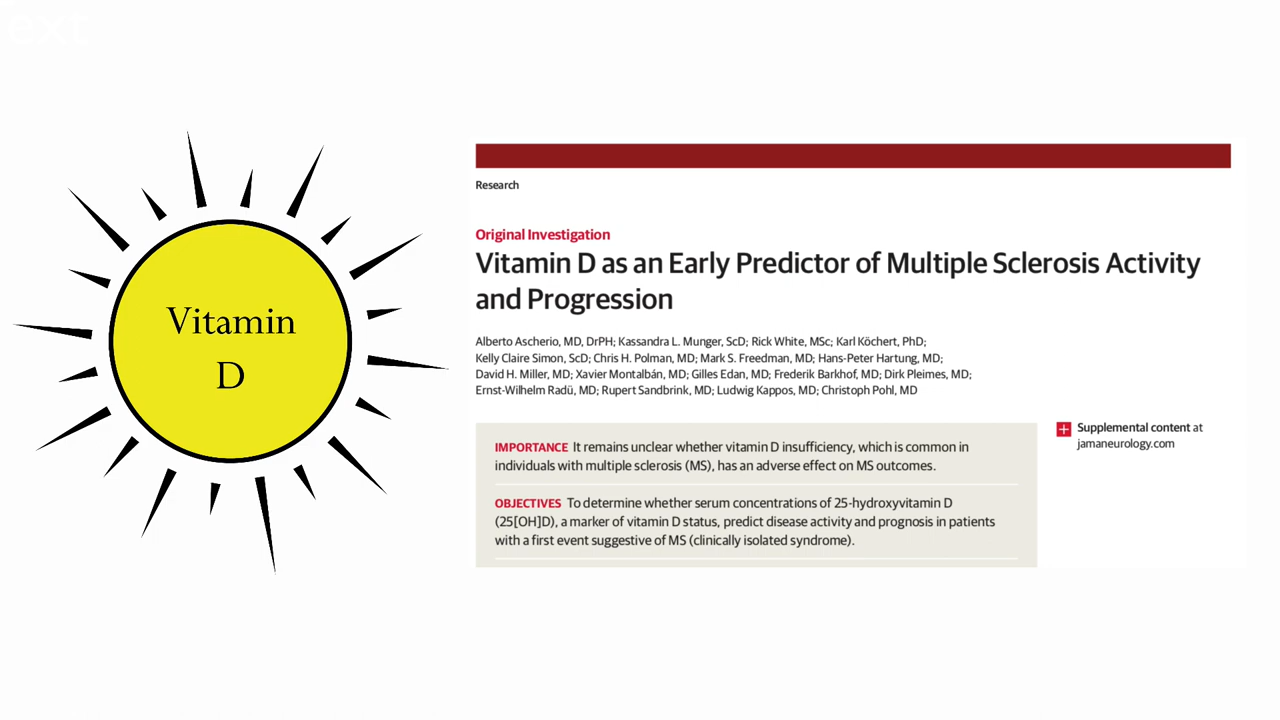 ext
Vitamin
D
Research
Original Investigation
Vitamin D as an Early Predictor of Multiple Sclerosis Activity
and Progression
Alberto Ascherio, MD, DrPH; Kassandra L. Munger, ScD; Rick White, MSc; Karl Köchert, PhD;
Kelly Claire Simon, ScD; Chris H. Polman, MD; Mark S. Freedman, MD; Hans-Peter Hartung, MD;
David H. Miller, MD; Xavier Montalbán, MD; Gilles Edan, MD; Frederik Barkhof, MD; Dirk Pleimes, MD;
Ernst-Wilhelm Radü, MD; Rupert Sandbrink, MD; Ludwig Kappos, MD; Christoph Pohl, MD
IMPORTANCE It remains unclear whether vitamin D insufficiency, which is common in
individuals with multiple sclerosis (MS), has an adverse effect on MS outcomes.
OBJECTIVES To determine whether serum concentrations of 25-hydroxyvitamin D
(25[OH]D), a marker of vitamin D status, predict disease activity and prognosis in patients
with a first event suggestive of MS (clinically isolated syndrome).
Supplemental content at
jamaneurology.com